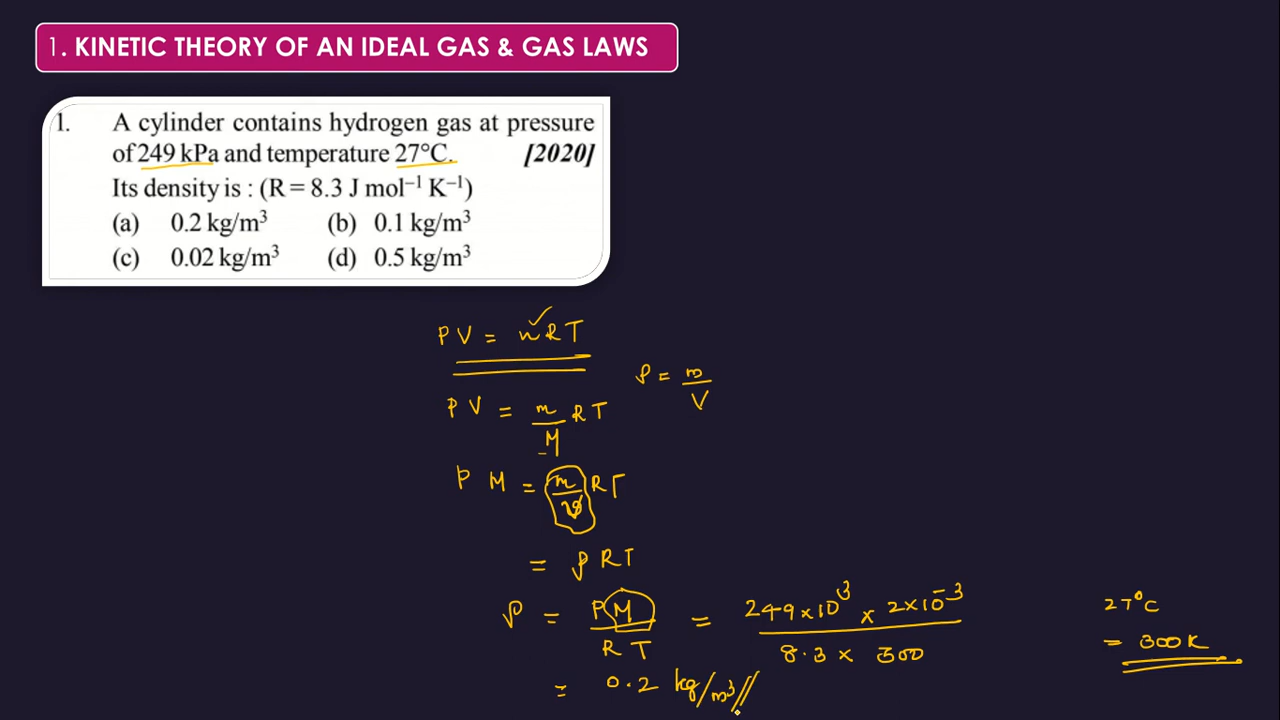 1. KINETIC THEORY OF AN IDEAL GAS & GAS LAWS
1. A cylinder contains hydrogen gas at pressure
of 249 kPa and temperature 27°C. [2020]
Its density is : (R = 8.3 J mol⁻¹ K⁻¹)
(a) 0.2 kg/m³ (b) 0.1 kg/m³
(c) 0.02 kg/m³ (d) 0.5 kg/m³
PV = nRT
ρ = m/V
PV = m/M RT
PM = m/V RT
= ρRT
ρ = PM/RT = 249×10³ × 2×10⁻³ / 8.3 × 300
27°C
= 300K
= 0.2 kg/m³//